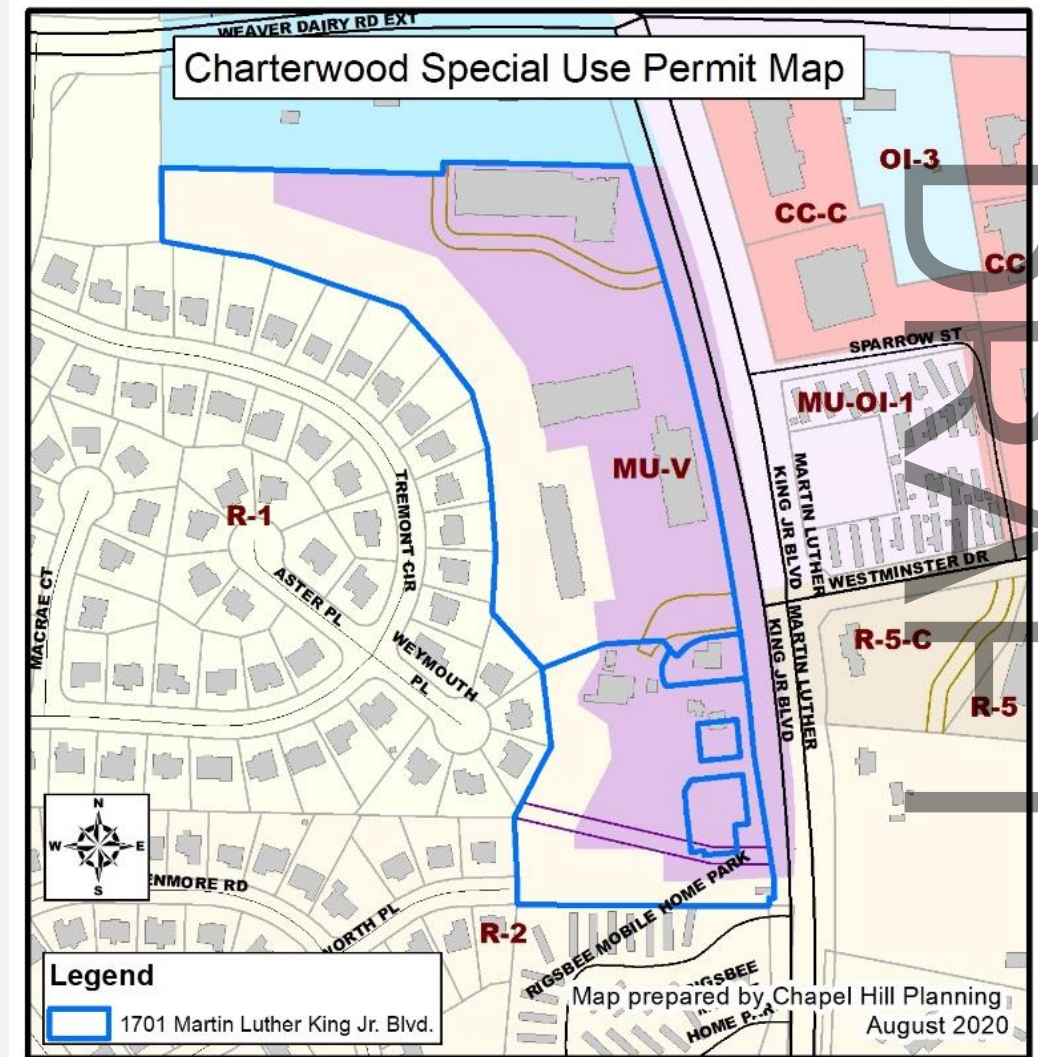 WEAVER DAIRY RD EXT
Charterwood Special Use Permit Map
OI-3
CC-C
CC
SPARROW ST
MU-OI-1
MU-V
MARTIN LUTHER
KING JR BLVD
TREMONT CIR
R-1
WESTMINSTER DR
ASTER PL
MACRAE CT
WEYMOUTH
PL
MARTIN LUTHER
KING JR BLVD
R-5-C
R-5
N
W E
S
RIGSBEE MOBILE HOME PARK
ENMORE RD
NORTH PL
R-2
Legend
1701 Martin Luther King Jr. Blvd.
HOME PAR
Map prepared by Chapel Hill Planning
August 2020
DRAFT